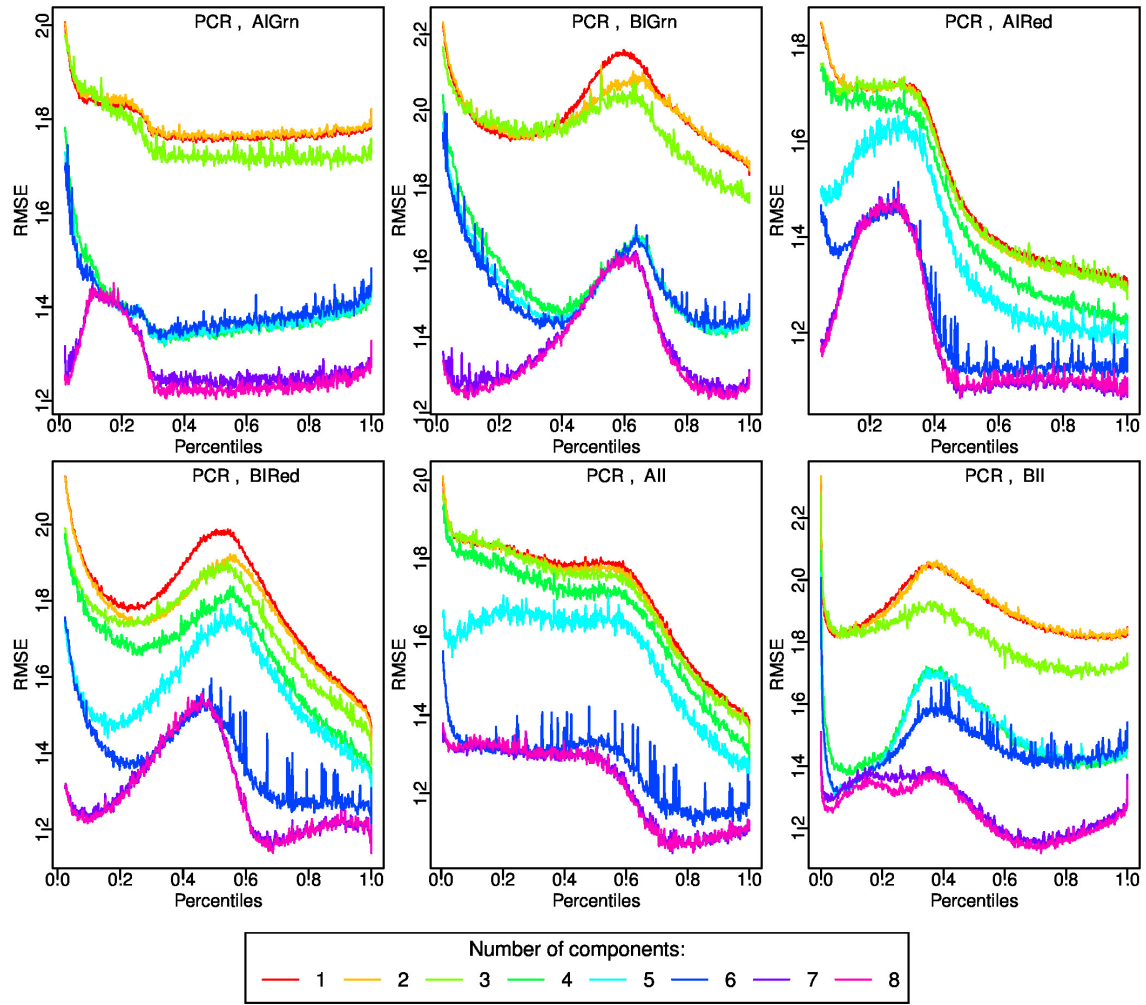 PCR , AIGrn
2.0
1.8
1.6
1.4
1.2
RMSE
0.0 0.2 0.4 0.6 0.8 1.0
Percentiles
PCR , BIGrn
2.2
2.0
1.8
1.6
1.4
1.2
RMSE
0.0 0.2 0.4 0.6 0.8 1.0
Percentiles
PCR , AIRed
1.8
1.6
1.4
1.2
RMSE
0.2 0.4 0.6 0.8 1.0
Percentiles
PCR , BIRed
2.0
1.8
1.6
1.4
1.2
RMSE
0.0 0.2 0.4 0.6 0.8 1.0
Percentiles
PCR , AII
2.0
1.8
1.6
1.4
1.2
RMSE
0.0 0.2 0.4 0.6 0.8 1.0
Percentiles
PCR , BII
2.2
2.0
1.8
1.6
1.4
1.2
RMSE
0.0 0.2 0.4 0.6 0.8 1.0
Percentiles
Number of components:
1 2 3 4 5 6 7 8